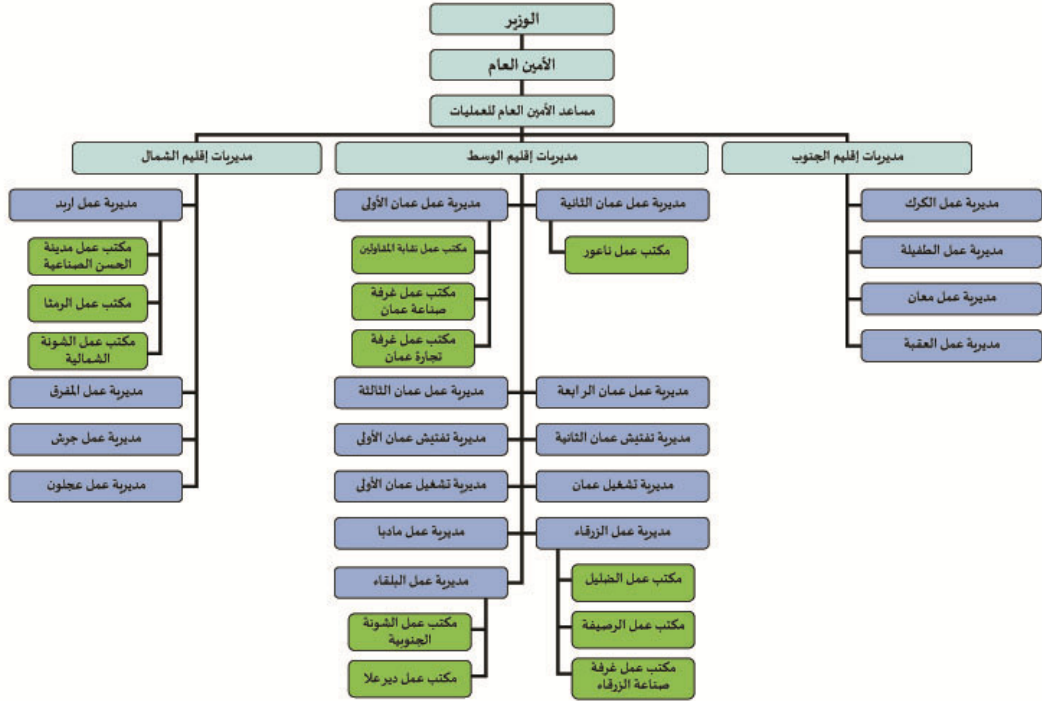 الوزير
الأمين العام
مساعد الأمين العام للعمليات
مديريات إقليم الجنوب
مديرية عمل الكرك
مديرية عمل الطفيلة
مديرية عمل معان
مديرية عمل العقبة
مديريات إقليم الوسط
مديرية عمل عمان الثانية
مكتب عمل ناعور
مديرية عمل عمان الأولى
مكتب عمل نقابة المقاولين
مكتب عمل غرفة
صناعة عمان
مكتب عمل غرفة
تجارة عمان
مديرية عمل عمان الرابعة
مديرية عمل عمان الثالثة
مديرية تفتيش عمان الثانية
مديرية تفتيش عمان الأولى
مديرية تشغيل عمان
مديرية تشغيل عمان الأولى
مديرية عمل الزرقاء
مكتب عمل الضليل
مكتب عمل الرصيفة
مكتب عمل غرفة
صناعة الزرقاء
مديرية عمل مادبا
مديرية عمل البلقاء
مكتب عمل الشونة
الجنوبية
مكتب عمل دير علا
مديريات إقليم الشمال
مديرية عمل اربد
مكتب عمل مدينة
الحسن الصناعية
مكتب عمل الرمثا
مكتب عمل الشونة
الشمالية
مديرية عمل المفرق
مديرية عمل جرش
مديرية عمل عجلون